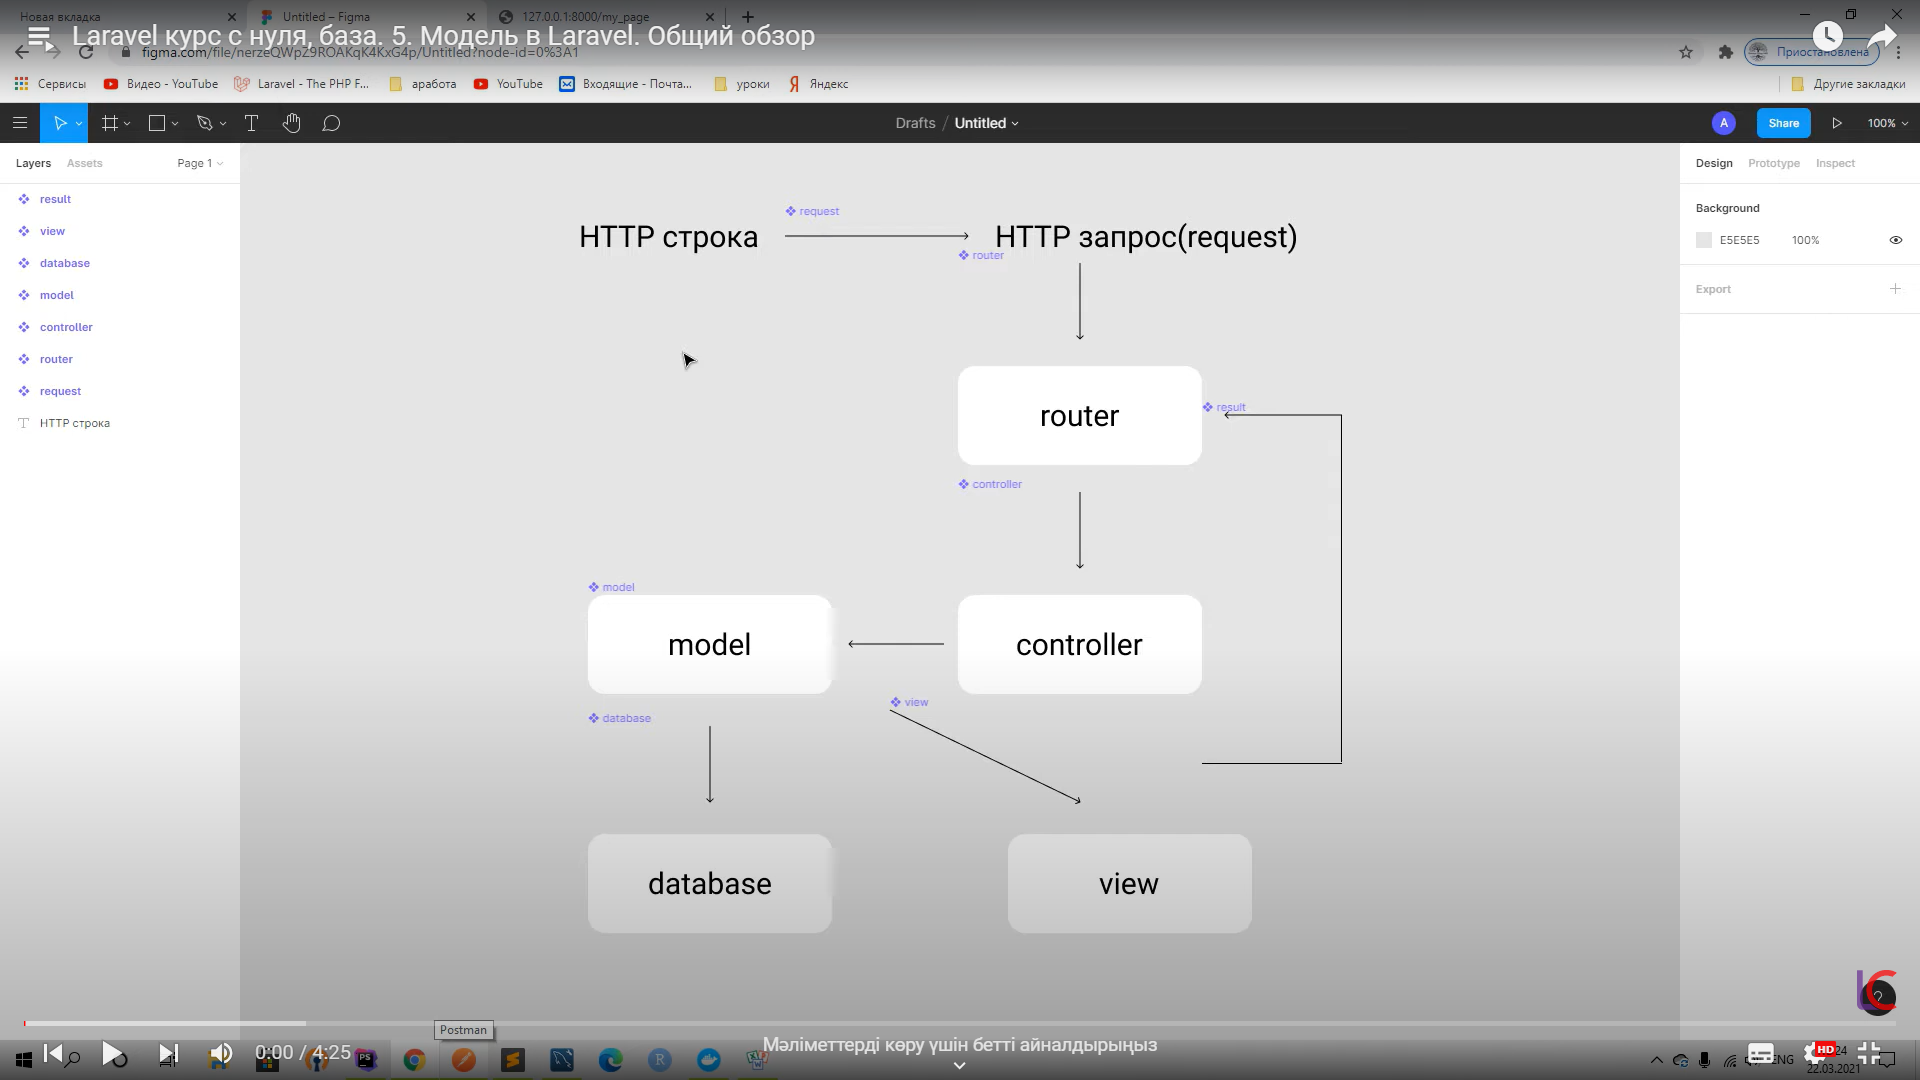 Новая вкладка
Untitled – Figma
127.0.0.1:8000/my_page
Laravel курс с нуля, база. 5. Модель в Laravel. Общий обзор
figma.com/file/nerzeQWpZ9ROAKqK4KxG4p/Untitled?node-id=0%3A1
Приостановлена
Сервисы
Видео - YouTube
Laravel - The PHP F...
аработа
YouTube
Входящие - Почта...
уроки
Яндекс
Другие закладки
Drafts / Untitled
A
Share
100%
Layers
Assets
Page 1
Design
Prototype
Inspect
result
view
database
model
controller
router
request
HTTP строка
Background
E5E5E5
100%
Export
request
HTTP строка
HTTP запрос(request)
router
router
result
controller
model
model
controller
view
database
database
view
Postman
0:00 / 4:25
Мәліметтерді көру үшін бетті айналдырыңыз
PS
R
ENG
HD
24
22.03.2021
LC